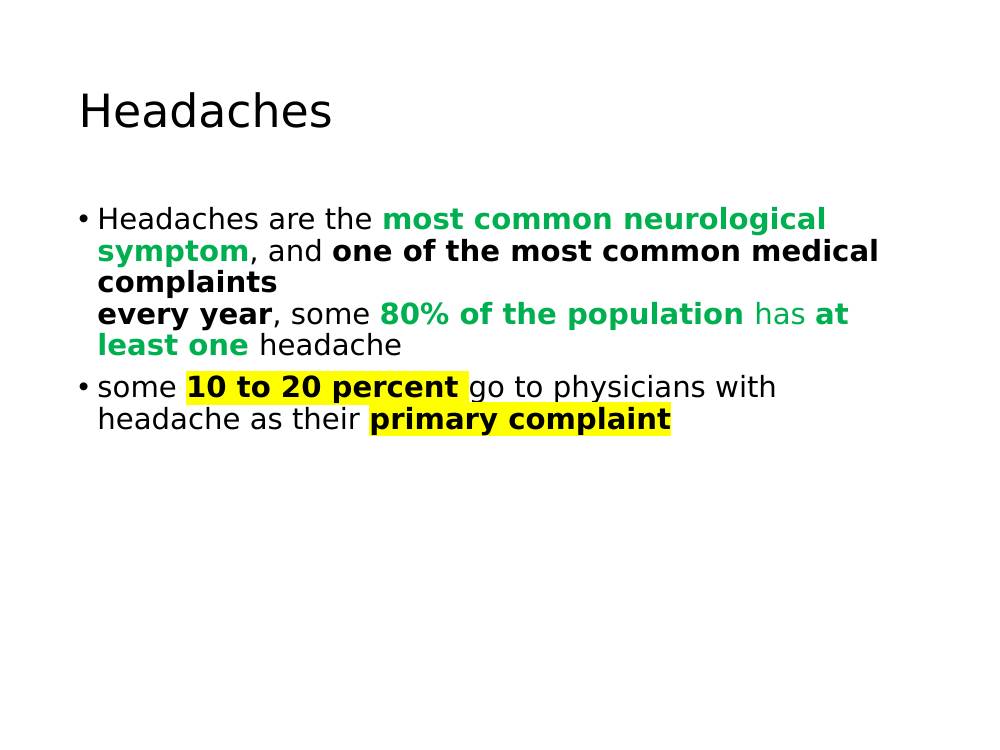 Headaches
• Headaches are the most common neurological
symptom, and one of the most common medical
complaints
every year, some 80% of the population has at
least one headache
• some 10 to 20 percent go to physicians with
headache as their primary complaint